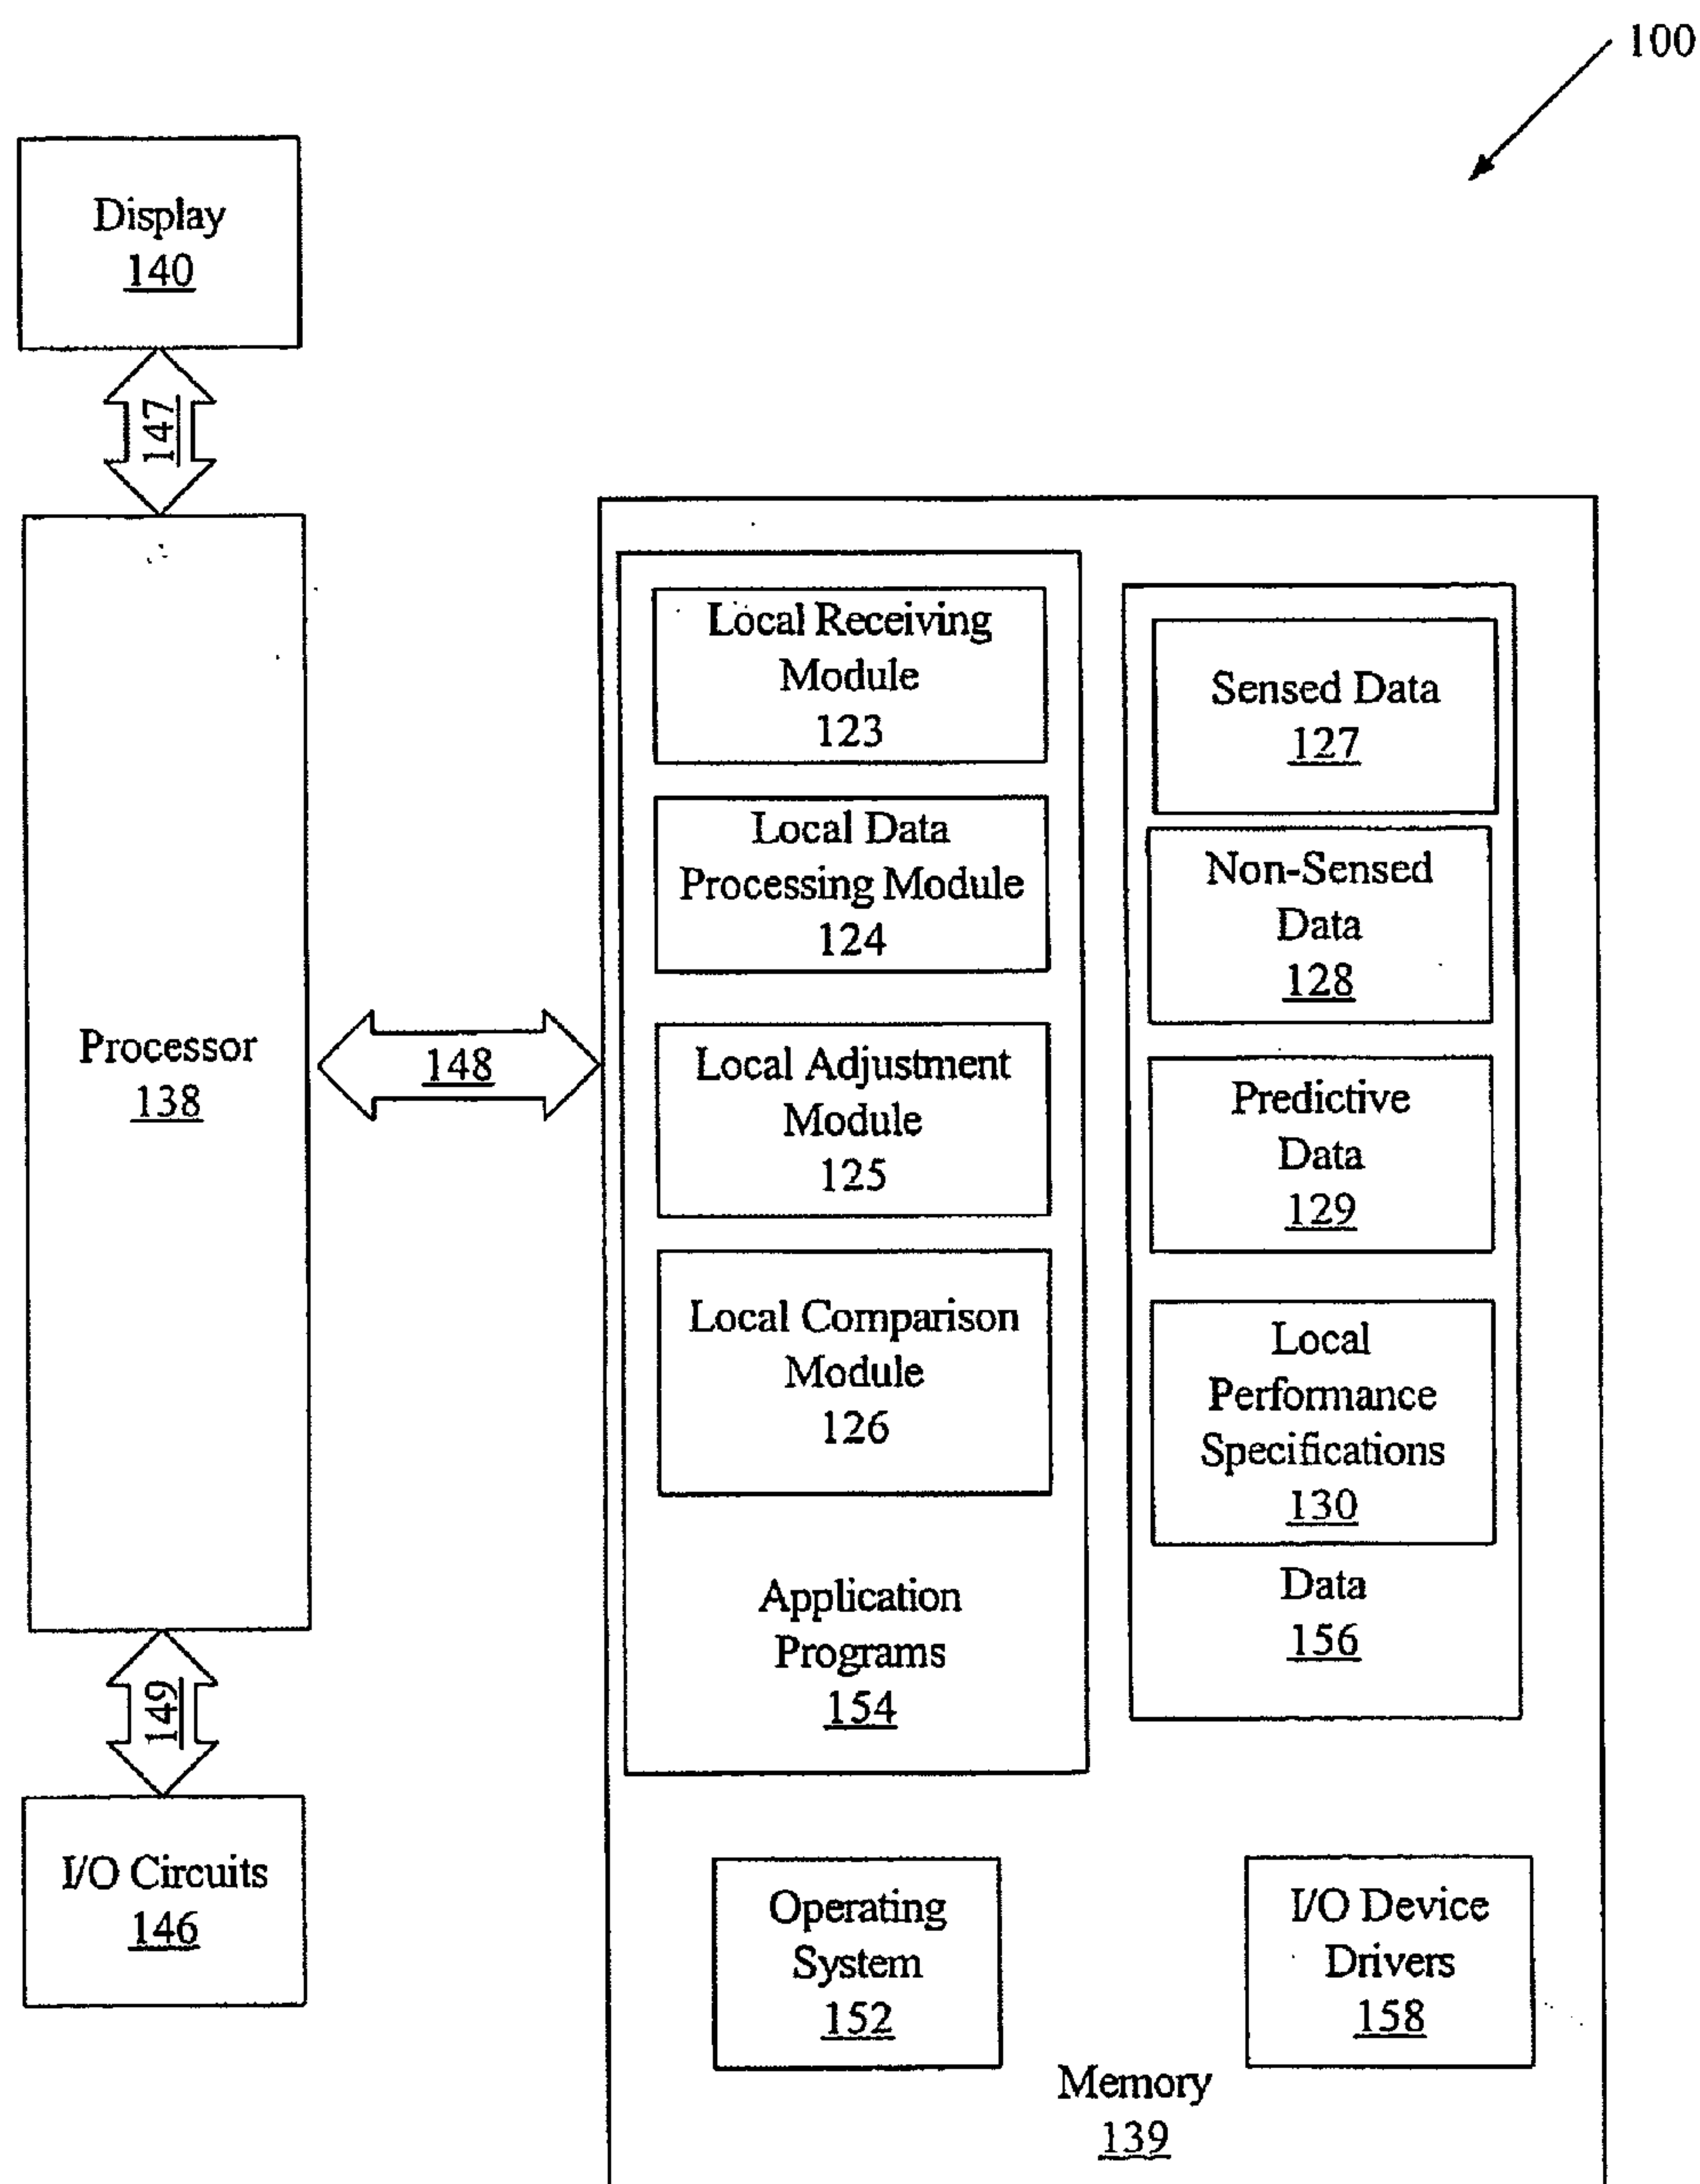 100
Display
140
147
Processor
138
149
I/O Circuits
146
148
Local Receiving
Module
123
Local Data
Processing Module
124
Local Adjustment
Module
125
Local Comparison
Module
126
Application
Programs
154
Sensed Data
127
Non-Sensed
Data
128
Predictive
Data
129
Local
Performance
Specifications
130
Data
156
Operating
System
152
I/O Device
Drivers
158
Memory
139